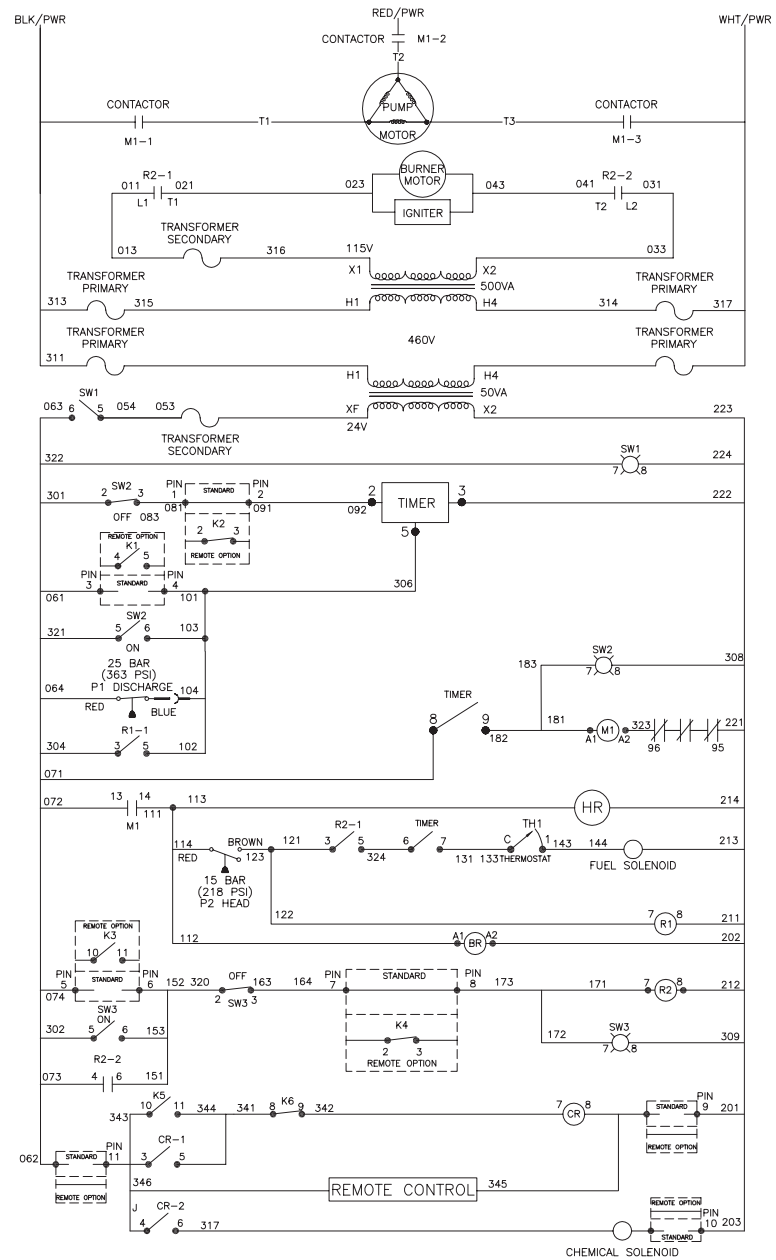 BLK/PWR
RED/PWR
WHT/PWR
CONTACTOR M1-2
T2
PUMP
MOTOR
CONTACTOR
M1-1
T1
T3
CONTACTOR
M1-3
R2-1
011 021
L1 T1
023
BURNER
MOTOR
IGNITER
043
R2-2
041 031
T2 L2
TRANSFORMER
SECONDARY
013 316
115V
033
X1 X2
500VA
TRANSFORMER
PRIMARY
313 315
H1 H4
TRANSFORMER
PRIMARY
314 317
460V
TRANSFORMER
PRIMARY
311
TRANSFORMER
PRIMARY
H1 H4
50VA
SW1
063 6 5 054 053
XF X2
24V
223
TRANSFORMER
SECONDARY
322
SW1
7 8
224
301
SW2
2 3
OFF 083
PIN
1
081
STANDARD
PIN
2
091
K2
2 3
REMOTE OPTION
2
092
TIMER
3
5
222
REMOTE OPTION
K1
4 5
PIN
3
STANDARD
PIN
4
061 101
306
SW2
321 5 6 103
ON
25 BAR
(363 PSI)
P1 DISCHARGE
064 104
RED BLUE
R1-1
304 3 5 102
071
TIMER
8 9
182
183
SW2
7 8
308
181
M1
A1 A2
323
96 95
221
072
13 14
M1
111
113
HR
214
114
RED
BROWN
123
15 BAR
(218 PSI)
P2 HEAD
121
R2-1
3 5
324
TIMER
6 7
131
TH1
C 1
133 THERMOSTAT
143 144
FUEL SOLENOID
213
122
7 R1 8
211
112
A1 BR A2
202
REMOTE OPTION
K3
10 11
PIN
5
074
STANDARD
PIN
6
152 320
OFF
2 SW3 3
163 164
PIN
7
STANDARD
PIN
8
K4
2 3
REMOTE OPTION
173
171
7 R2 8
212
SW3
ON
302 5 6 153
172
SW3
7 8
309
R2-2
073 4 6 151
K5
343 10 11 344 341
K6
8 9 342
7 CR 8
STANDARD
PIN
9
201
REMOTE OPTION
062
STANDARD
PIN
11
REMOTE OPTION
CR-1
3 5
346
REMOTE CONTROL
345
J
CR-2
4 6 317
CHEMICAL SOLENOID
REMOTE OPTION
PIN
10
203
STANDARD